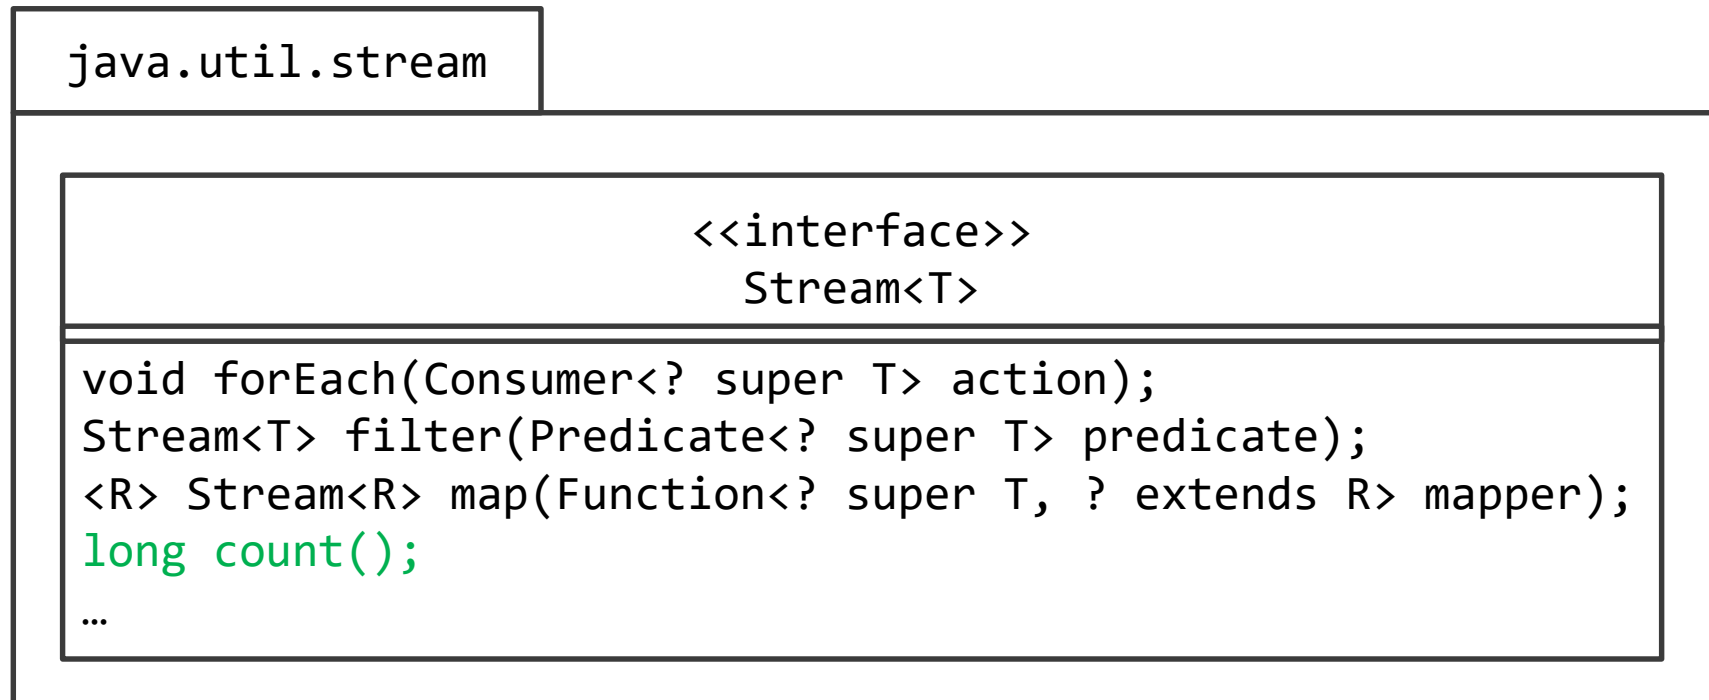 java.util.stream
<<interface>>
Stream<T>
void forEach(Consumer<? super T> action);
Stream<T> filter(Predicate<? super T> predicate);
<R> Stream<R> map(Function<? super T, ? extends R> mapper);
long count();
…